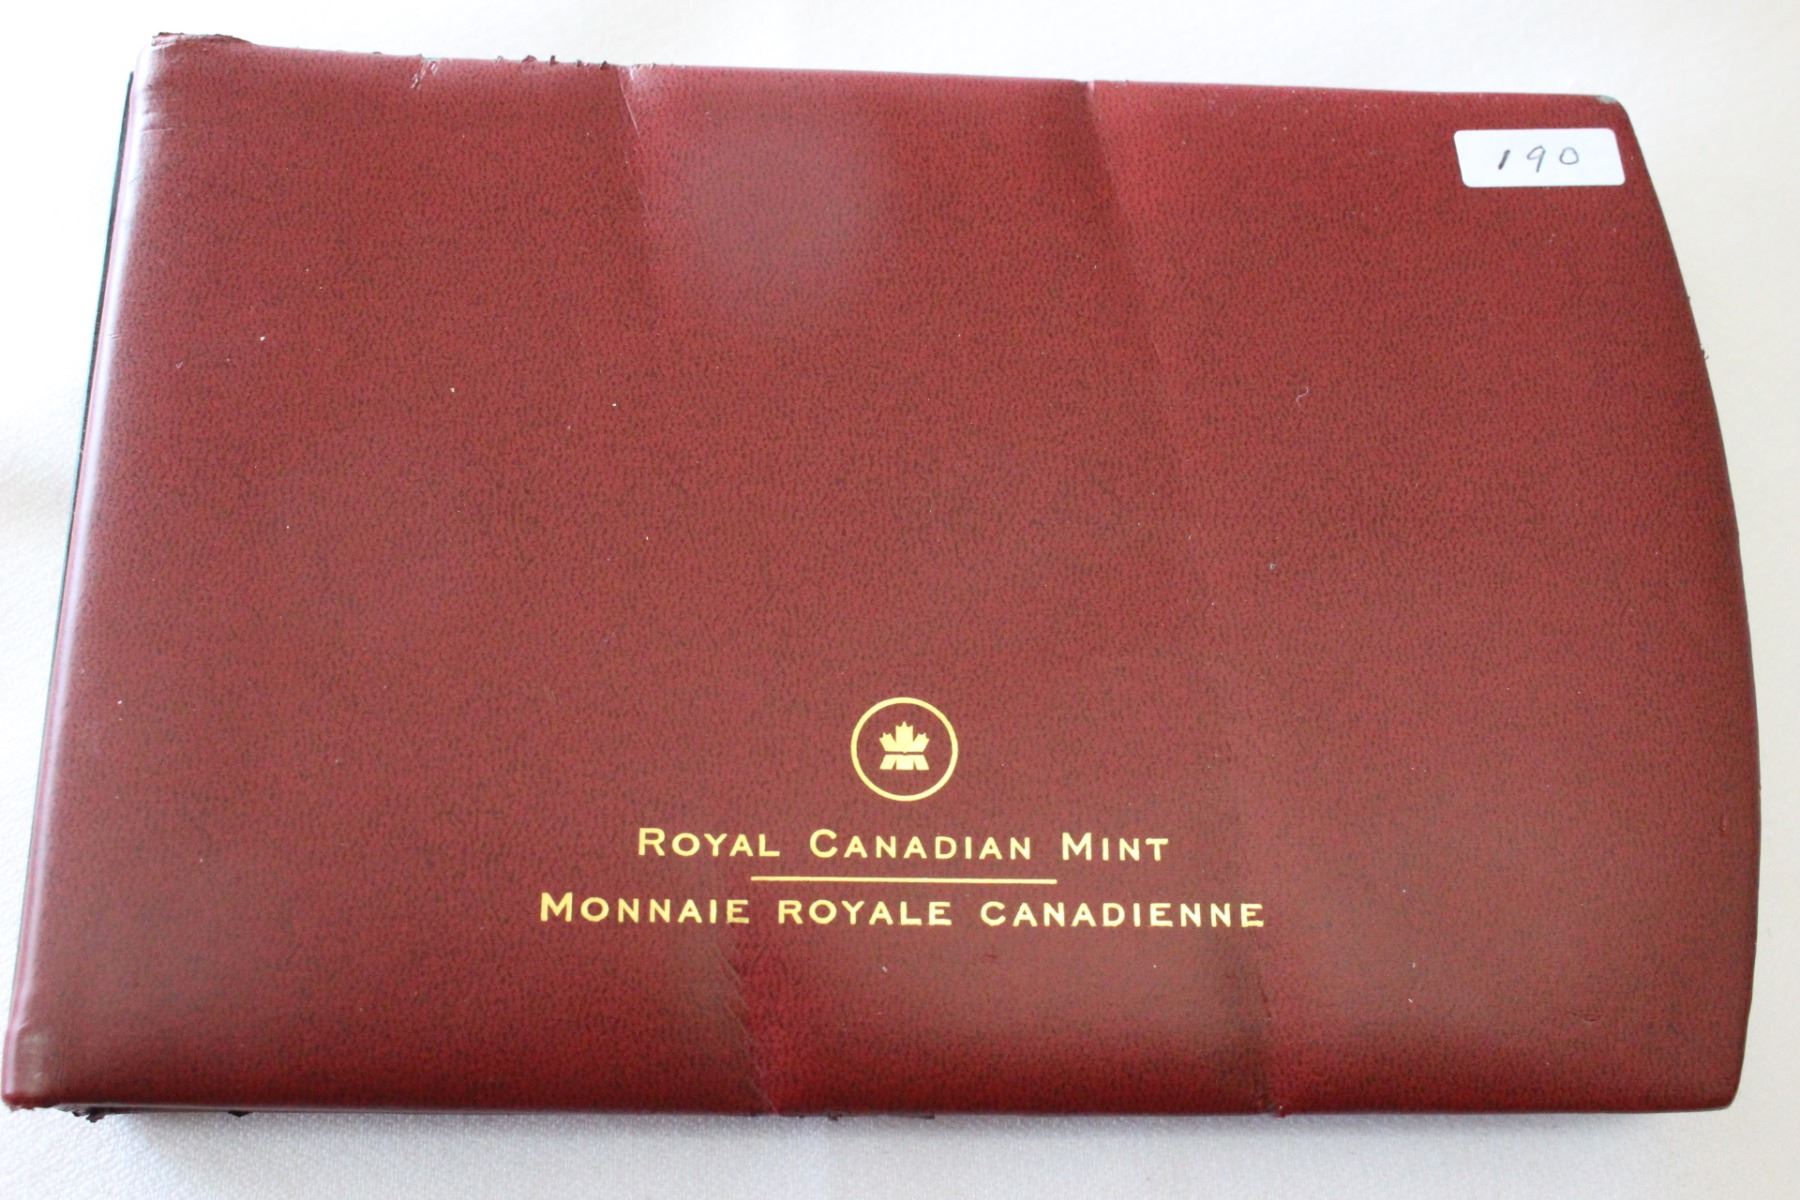 190
ROYAL CANADIAN MINT
MONNAIE ROYALE CANADIENNE